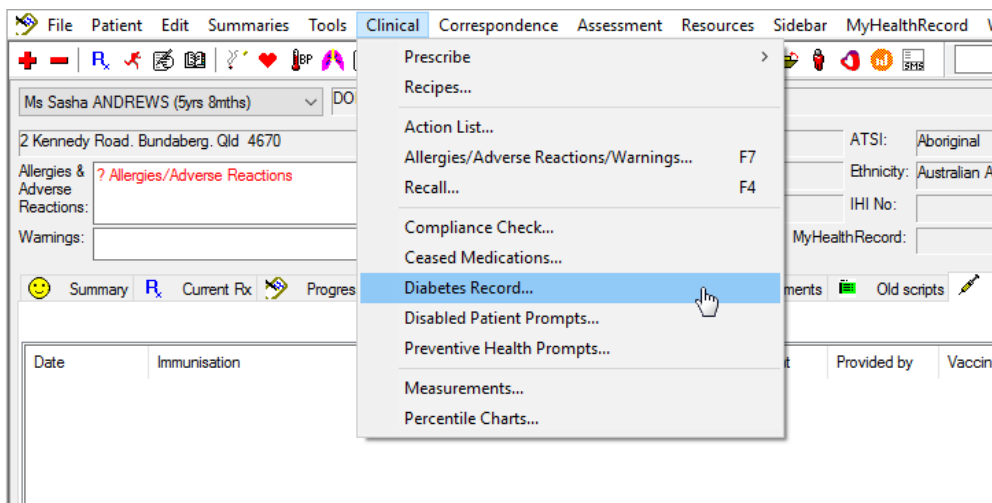 File Patient Edit Summaries Tools Clinical Correspondence Assessment Resources Sidebar MyHealthRecord
Rx BP SMS
Ms Sasha ANDREWS (5yrs 8mths) DO
2 Kennedy Road. Bundaberg. Qld 4670
ATSI: Aboriginal
Allergies & Adverse Reactions:
? Allergies/Adverse Reactions
Ethnicity: Australian A
IHI No:
Warnings:
MyHealthRecord:
Summary Rx Current Rx Progres
ments Old scripts
Date Immunisation
t Provided by Vaccin
Prescribe
Recipes...
Action List...
Allergies/Adverse Reactions/Warnings... F7
Recall... F4
Compliance Check...
Ceased Medications...
Diabetes Record...
Disabled Patient Prompts...
Preventive Health Prompts...
Measurements...
Percentile Charts...